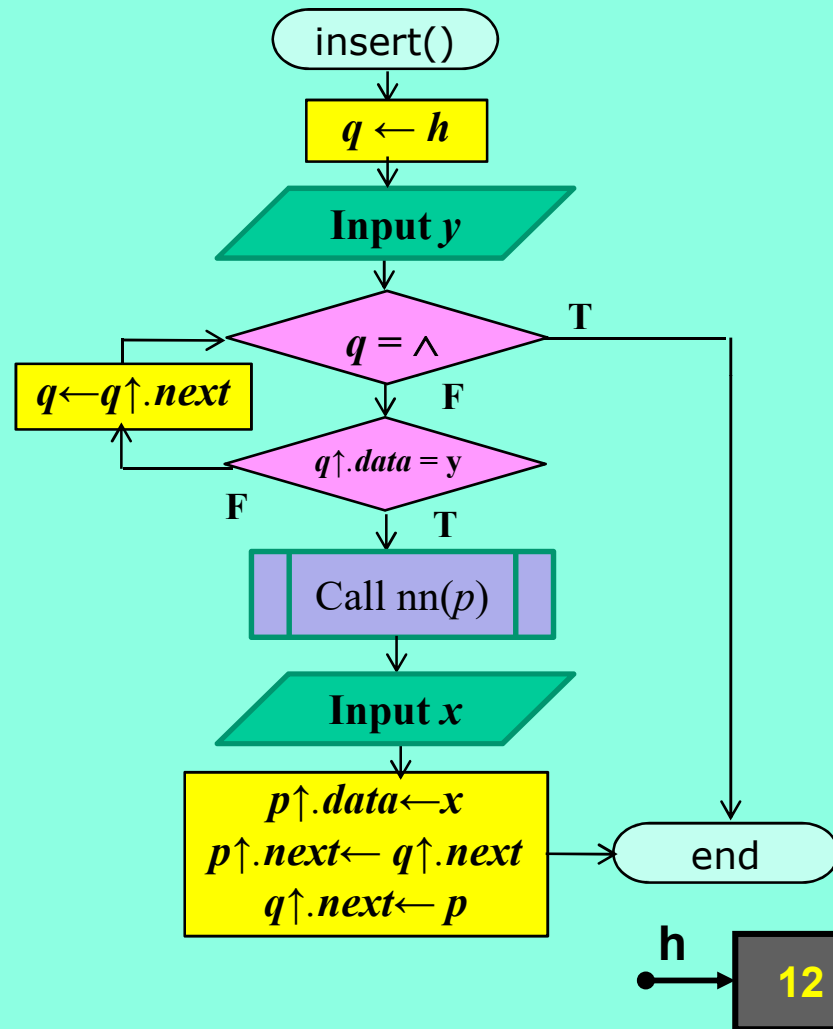 insert()
q ← h
Input y
q = ∧
T
q←q↑.next
F
q↑.data = y
F
T
Call nn(p)
Input x
p↑.data←x
p↑.next← q↑.next
q↑.next← p
end
h
12